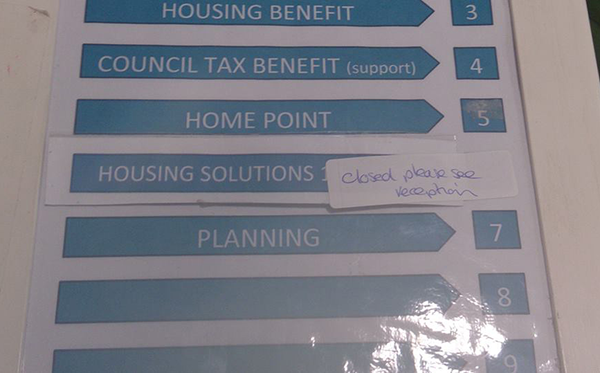 HOUSING BENEFIT 3
COUNCIL TAX BENEFIT (support) 4
HOME POINT 5
HOUSING SOLUTIONS 1
closed please see
reception
PLANNING 7
8
9